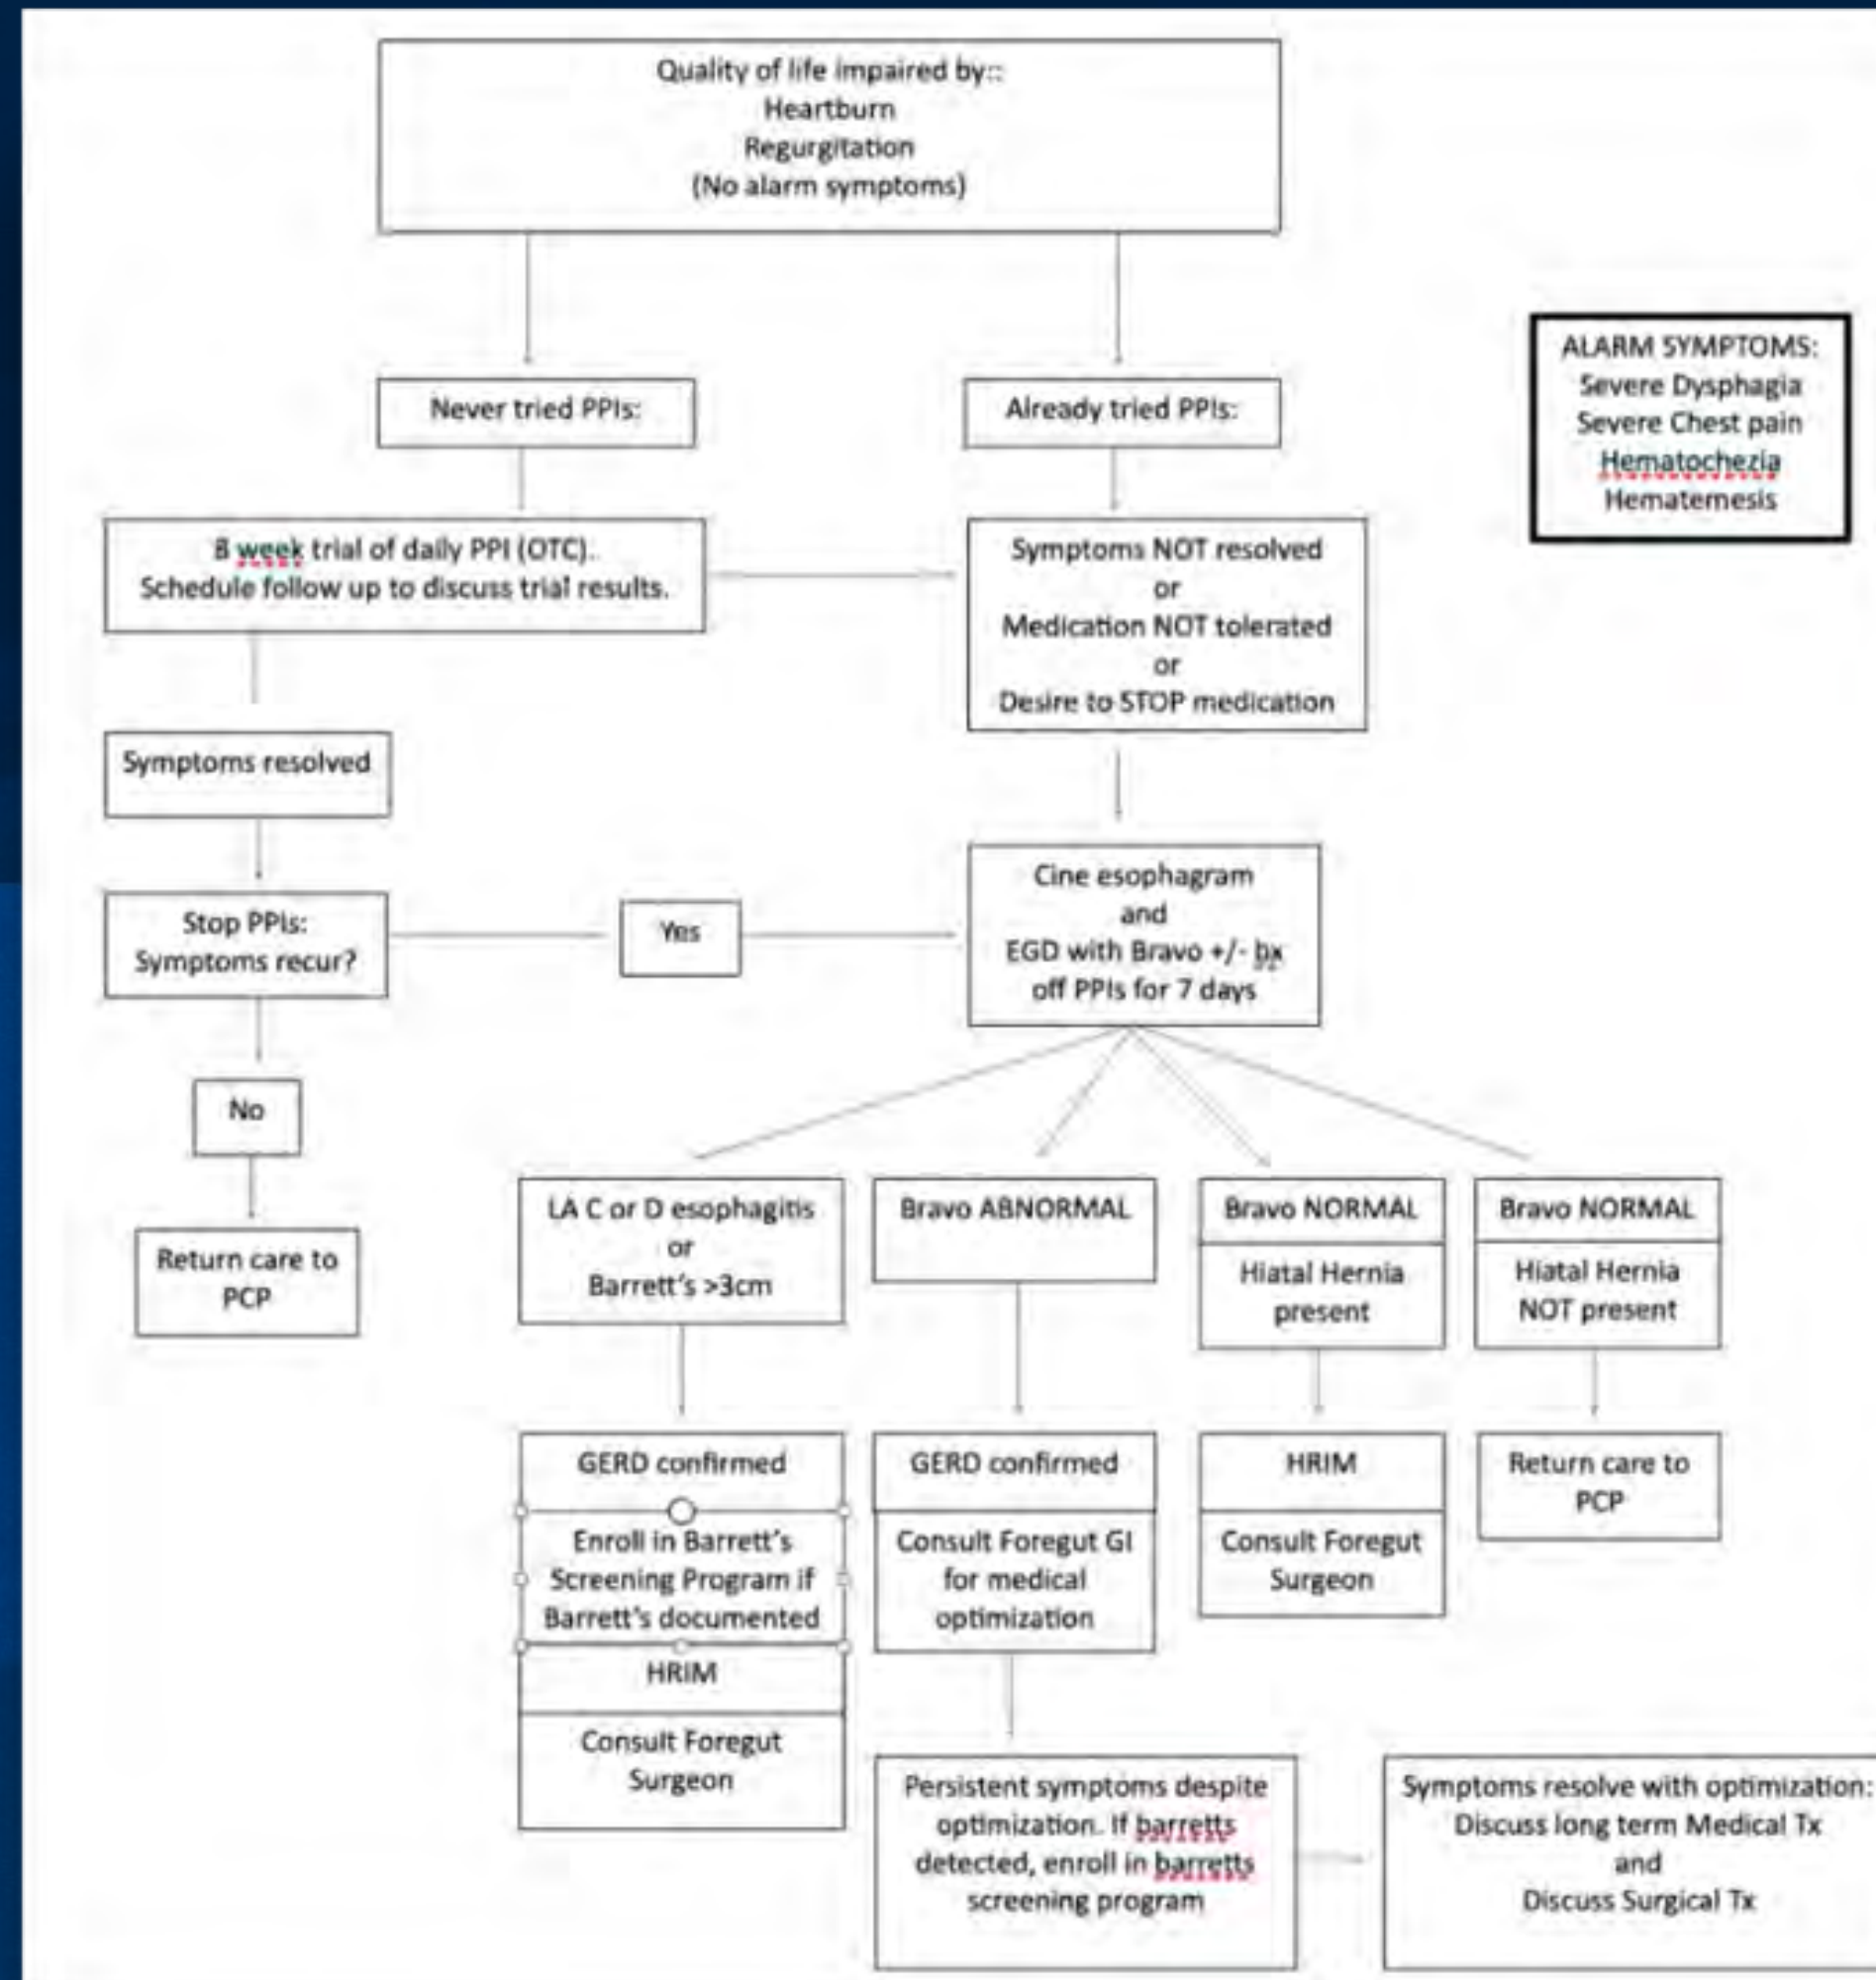 Quality of life impaired by::
Heartburn
Regurgitation
(No alarm symptoms)
Never tried PPIs:
Already tried PPIs:
ALARM SYMPTOMS:
Severe Dysphagia
Severe Chest pain
Hematochezia
Hematemesis
8 week trial of daily PPI (OTC).
Schedule follow up to discuss trial results.
Symptoms NOT resolved
or
Medication NOT tolerated
or
Desire to STOP medication
Symptoms resolved
Stop PPIs:
Symptoms recur?
Yes
Cine esophagram
and
EGD with Bravo +/- bx
off PPIs for 7 days
No
Return care to
PCP
LA C or D esophagitis
or
Barrett's >3cm
Bravo ABNORMAL
Bravo NORMAL
Hiatal Hernia
present
Bravo NORMAL
Hiatal Hernia
NOT present
GERD confirmed
Enroll in Barrett's
Screening Program if
Barrett's documented
HRIM
Consult Foregut
Surgeon
GERD confirmed
Consult Foregut GI
for medical
optimization
HRIM
Consult Foregut
Surgeon
Return care to
PCP
Persistent symptoms despite
optimization. If barretts
detected, enroll in barretts
screening program
Symptoms resolve with optimization:
Discuss long term Medical Tx
and
Discuss Surgical Tx